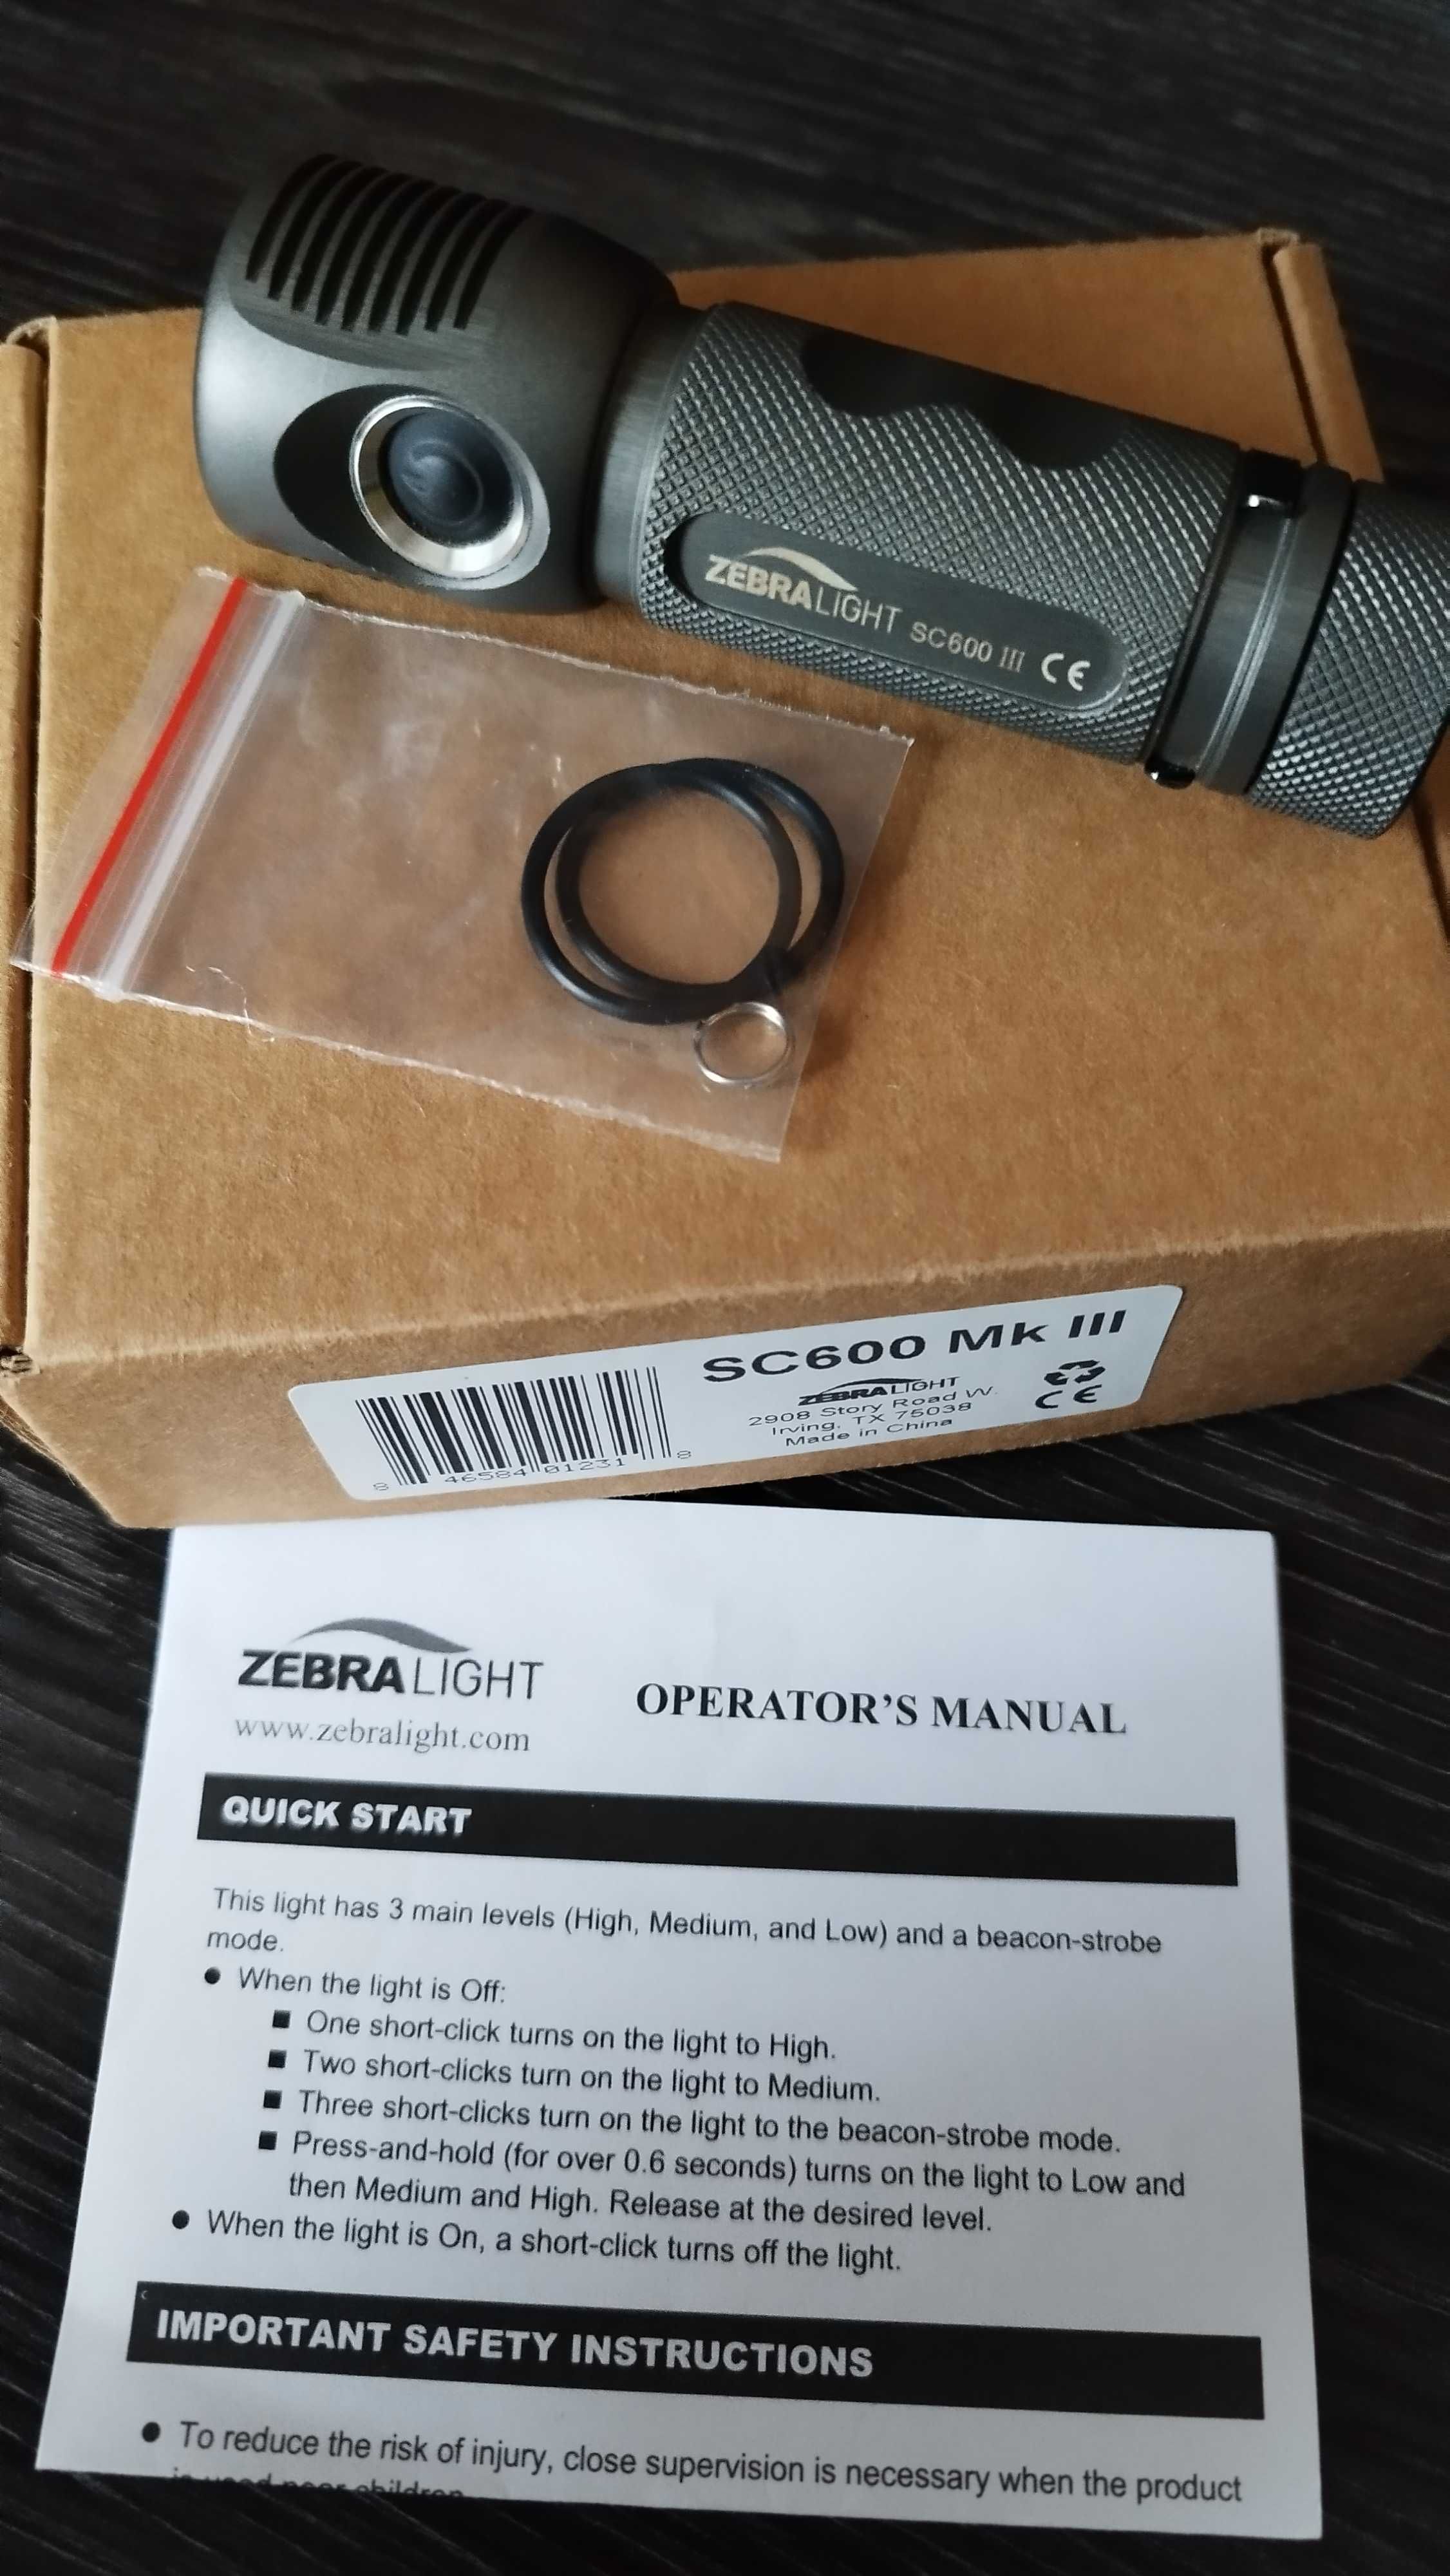 ZEBRALIGHT SC600 III CE
SC600 Mk III
ZEBRALIGHT
2908 Story Road W.
Irving, TX 75038
Made in China
CE
8 46584 01231 8
ZEBRALIGHT
www.zebralight.com
OPERATOR'S MANUAL
QUICK START
This light has 3 main levels (High, Medium, and Low) and a beacon-strobe
mode.
● When the light is Off:
■ One short-click turns on the light to High.
■ Two short-clicks turn on the light to Medium.
■ Three short-clicks turn on the light to the beacon-strobe mode.
■ Press-and-hold (for over 0.6 seconds) turns on the light to Low and
then Medium and High. Release at the desired level.
● When the light is On, a short-click turns off the light.
IMPORTANT SAFETY INSTRUCTIONS
● To reduce the risk of injury, close supervision is necessary when the product
is used near children